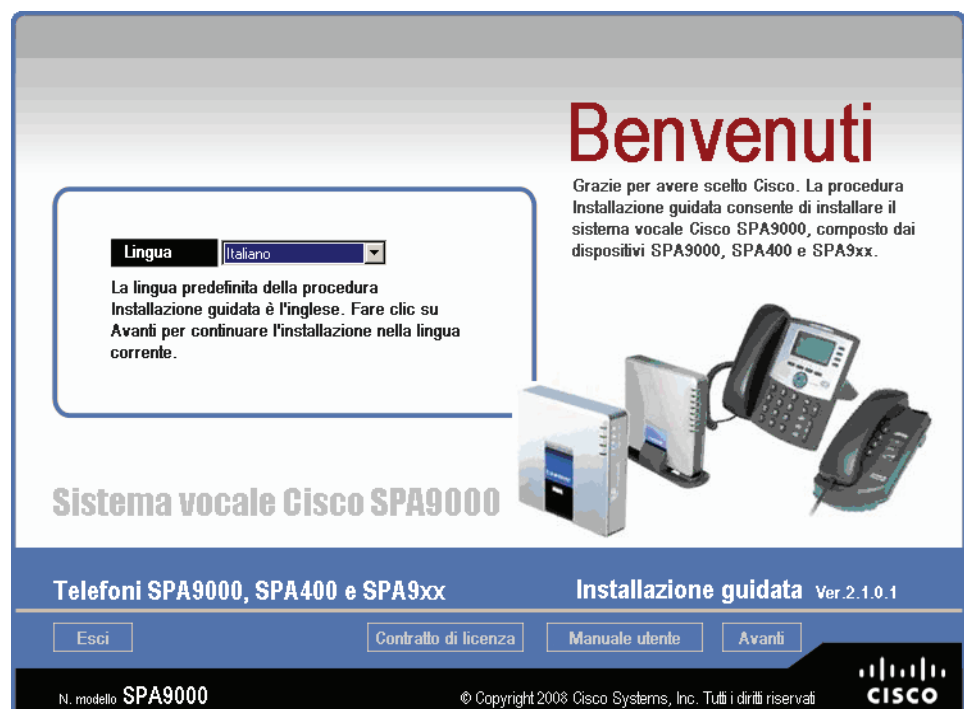 Benvenuti
Grazie per avere scelto Cisco. La procedura
Installazione guidata consente di installare il
sistema vocale Cisco SPA9000, composto dai
dispositivi SPA9000, SPA400 e SPA9xx.
Lingua
Italiano
La lingua predefinita della procedura
Installazione guidata è l'inglese. Fare clic su
Avanti per continuare l'installazione nella lingua
corrente.
Sistema vocale Cisco SPA9000
Telefoni SPA9000, SPA400 e SPA9xx
Installazione guidata Ver.2.1.0.1
Esci
Contratto di licenza
Manuale utente
Avanti
N. modello SPA9000
© Copyright 2008 Cisco Systems, Inc. Tutti i diritti riservati
CISCO